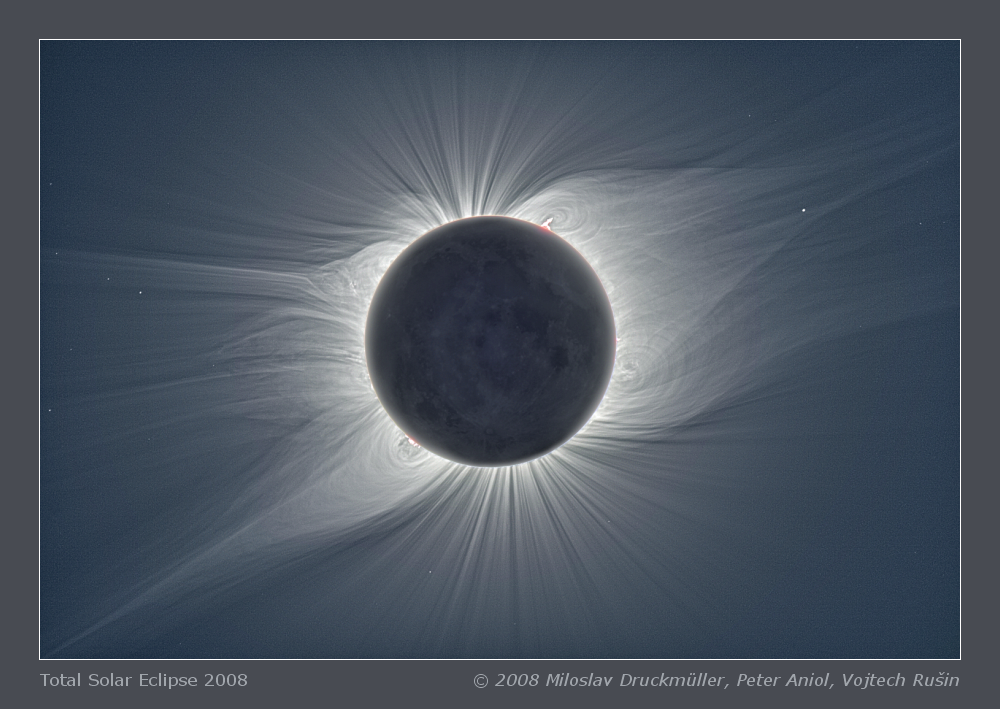 Total Solar Eclipse 2008
© 2008 Miloslav Druckmüller, Peter Aniol, Vojtech Rušin